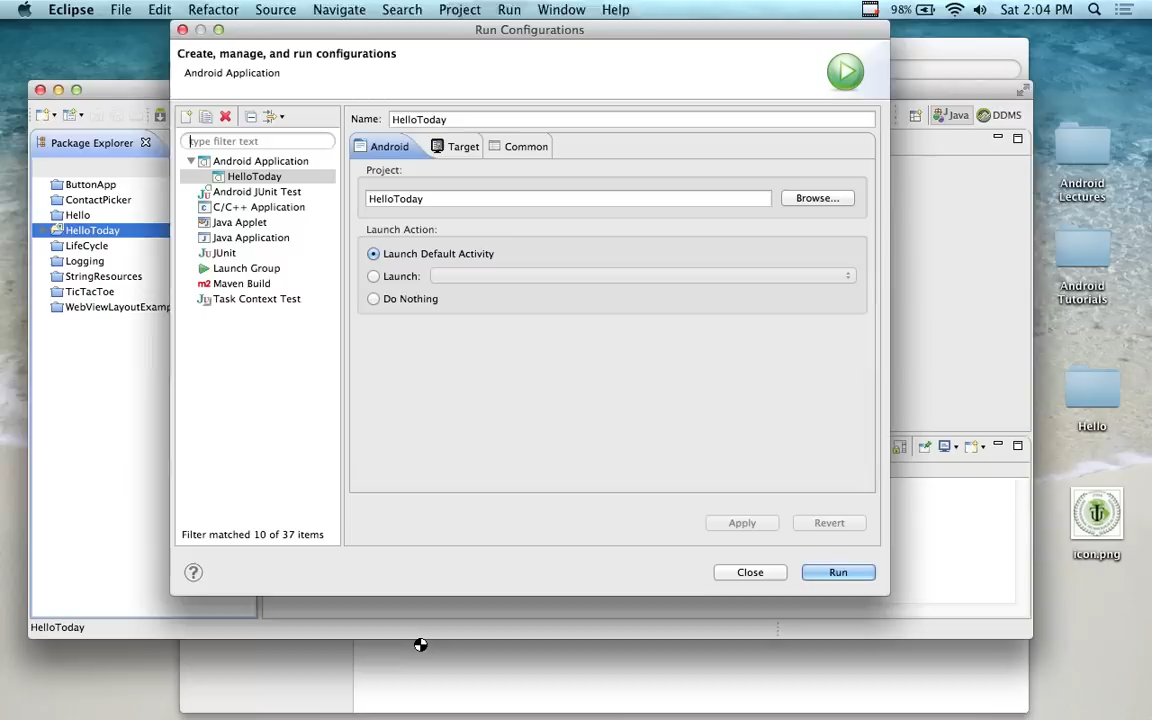 Eclipse File Edit Refactor Source Navigate Search Project Run Window Help 98% Sat 2:04 PM
Run Configurations
Create, manage, and run configurations
Android Application
Name: HelloToday
type filter text
Android Application
HelloToday
Android JUnit Test
C/C++ Application
Java Applet
Java Application
JUnit
Launch Group
m2 Maven Build
Task Context Test
Filter matched 10 of 37 items
Android Target Common
Project:
HelloToday
Browse...
Launch Action:
Launch Default Activity
Launch:
Do Nothing
Apply Revert
? Close Run
Package Explorer
ButtonApp
ContactPicker
Hello
HelloToday
LifeCycle
Logging
StringResources
TicTacToe
WebViewLayoutExamp
HelloToday
Java DDMS
Android
Lectures
Android
Tutorials
Hello
icon.png